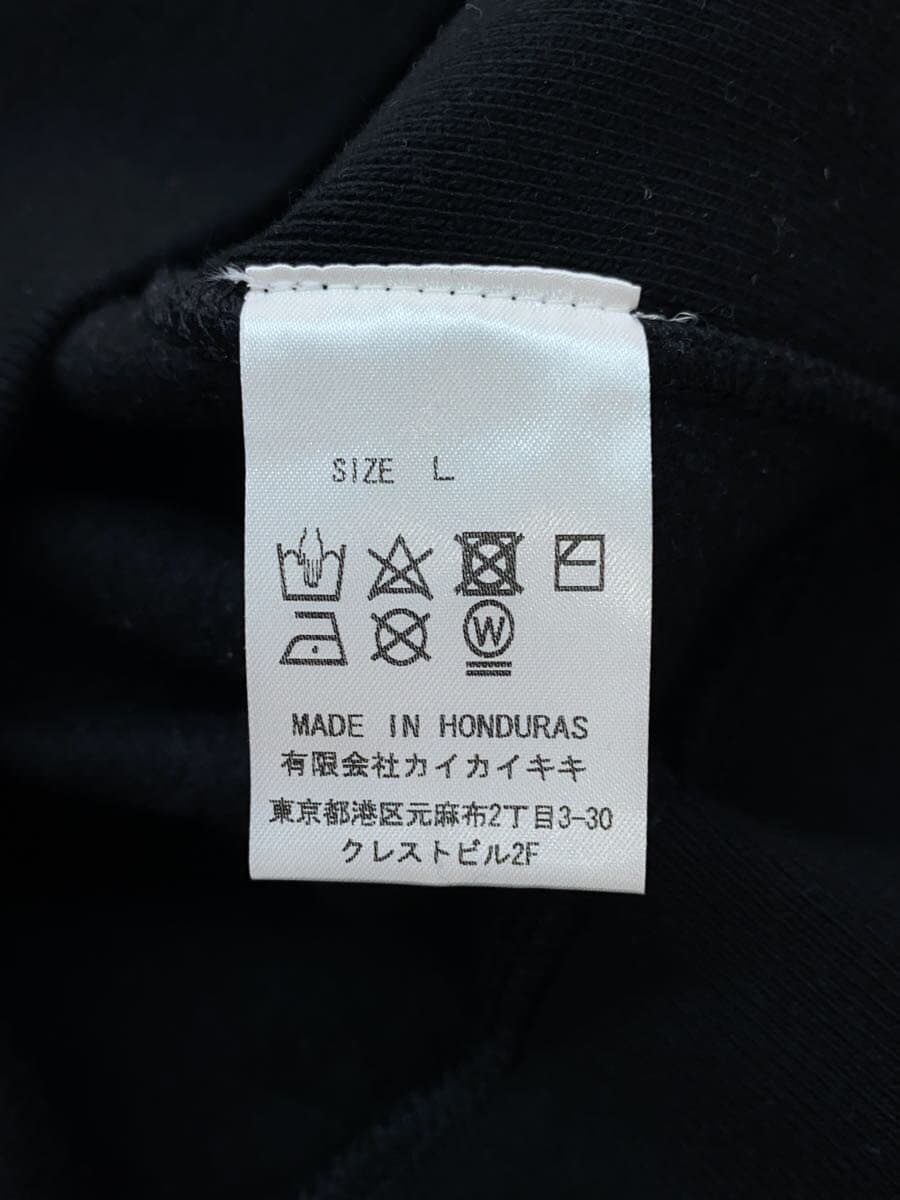 SIZE L
W
MADE IN HONDURAS
有限会社カイカイキキ
東京都港区元麻布2丁目3-30
クレストビル2F